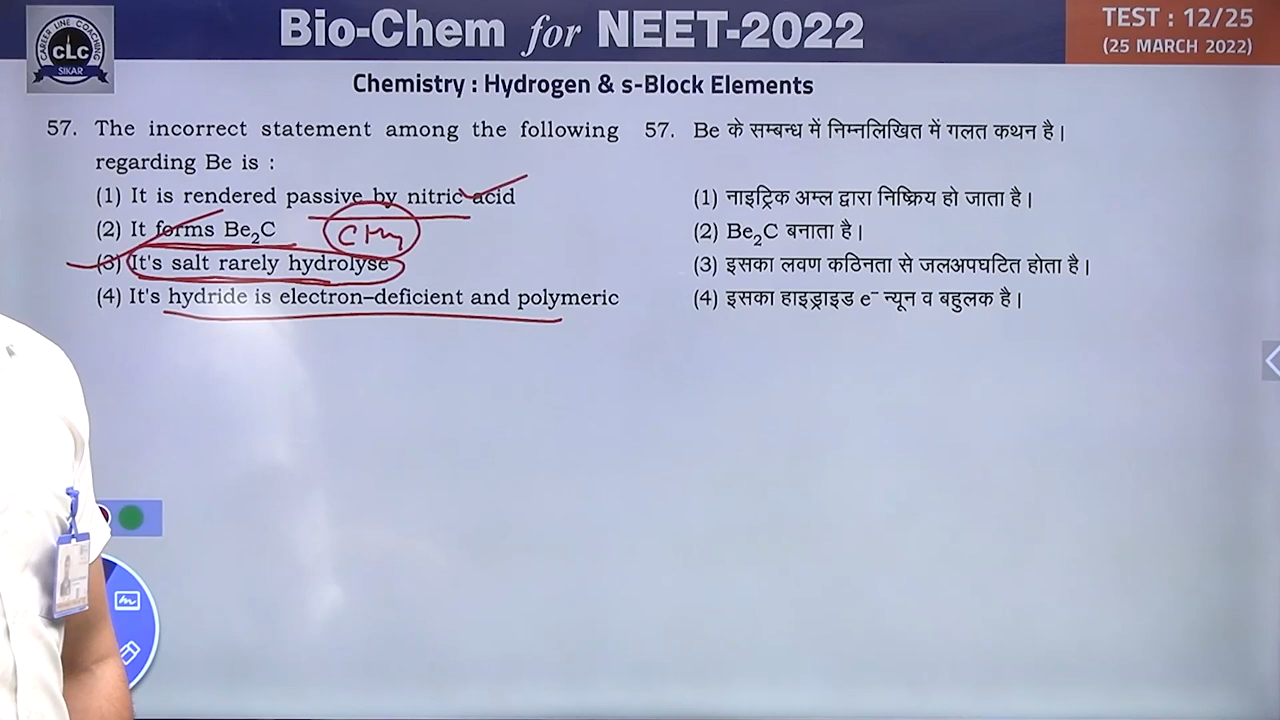 CAREER LINE COACHING
CLC
SIKAR
Bio-Chem for NEET-2022
TEST : 12/25
(25 MARCH 2022)
Chemistry : Hydrogen & s-Block Elements
57. The incorrect statement among the following
regarding Be is :
(1) It is rendered passive by nitric acid
(2) It forms Be₂C
CH₄
(3) It's salt rarely hydrolyse
(4) It's hydride is electron–deficient and polymeric
57. Be के सम्बन्ध में निम्नलिखित में गलत कथन है।
(1) नाइट्रिक अम्ल द्वारा निष्क्रिय हो जाता है।
(2) Be₂C बनाता है।
(3) इसका लवण कठिनता से जलअपघटित होता है।
(4) इसका हाइड्राइड e⁻ न्यून व बहुलक है।